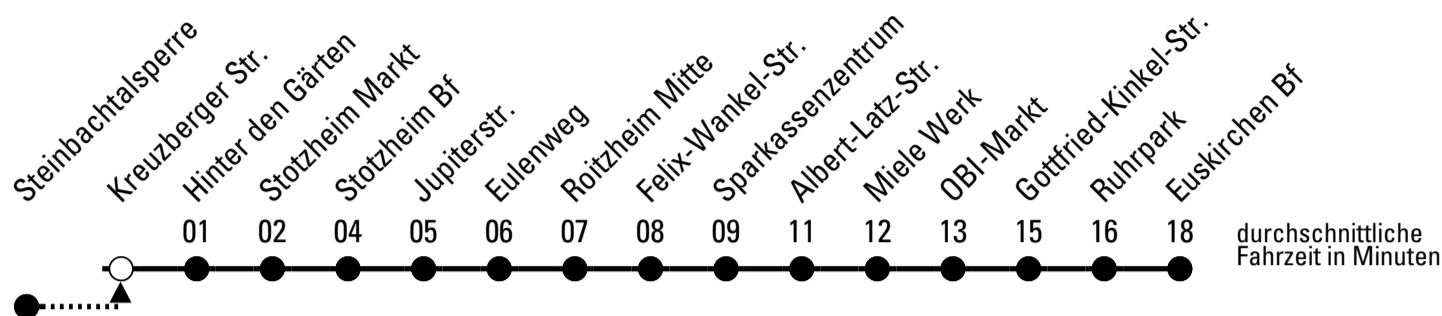 Steinbachtalsperre
Kreuzberger Str.
Hinter den Gärten
Stotzheim Markt
Stotzheim Bf
Jupiterstr.
Eulenweg
Roitzheim Mitte
Felix-Wankel-Str.
Sparkassenzentrum
Albert-Latz-Str.
Miele Werk
OBI-Markt
Gottfried-Kinkel-Str.
Ruhrpark
Euskirchen Bf
01 02 04 05 06 07 08 09 11 12 13 15 16 18
durchschnittliche
Fahrzeit in Minuten